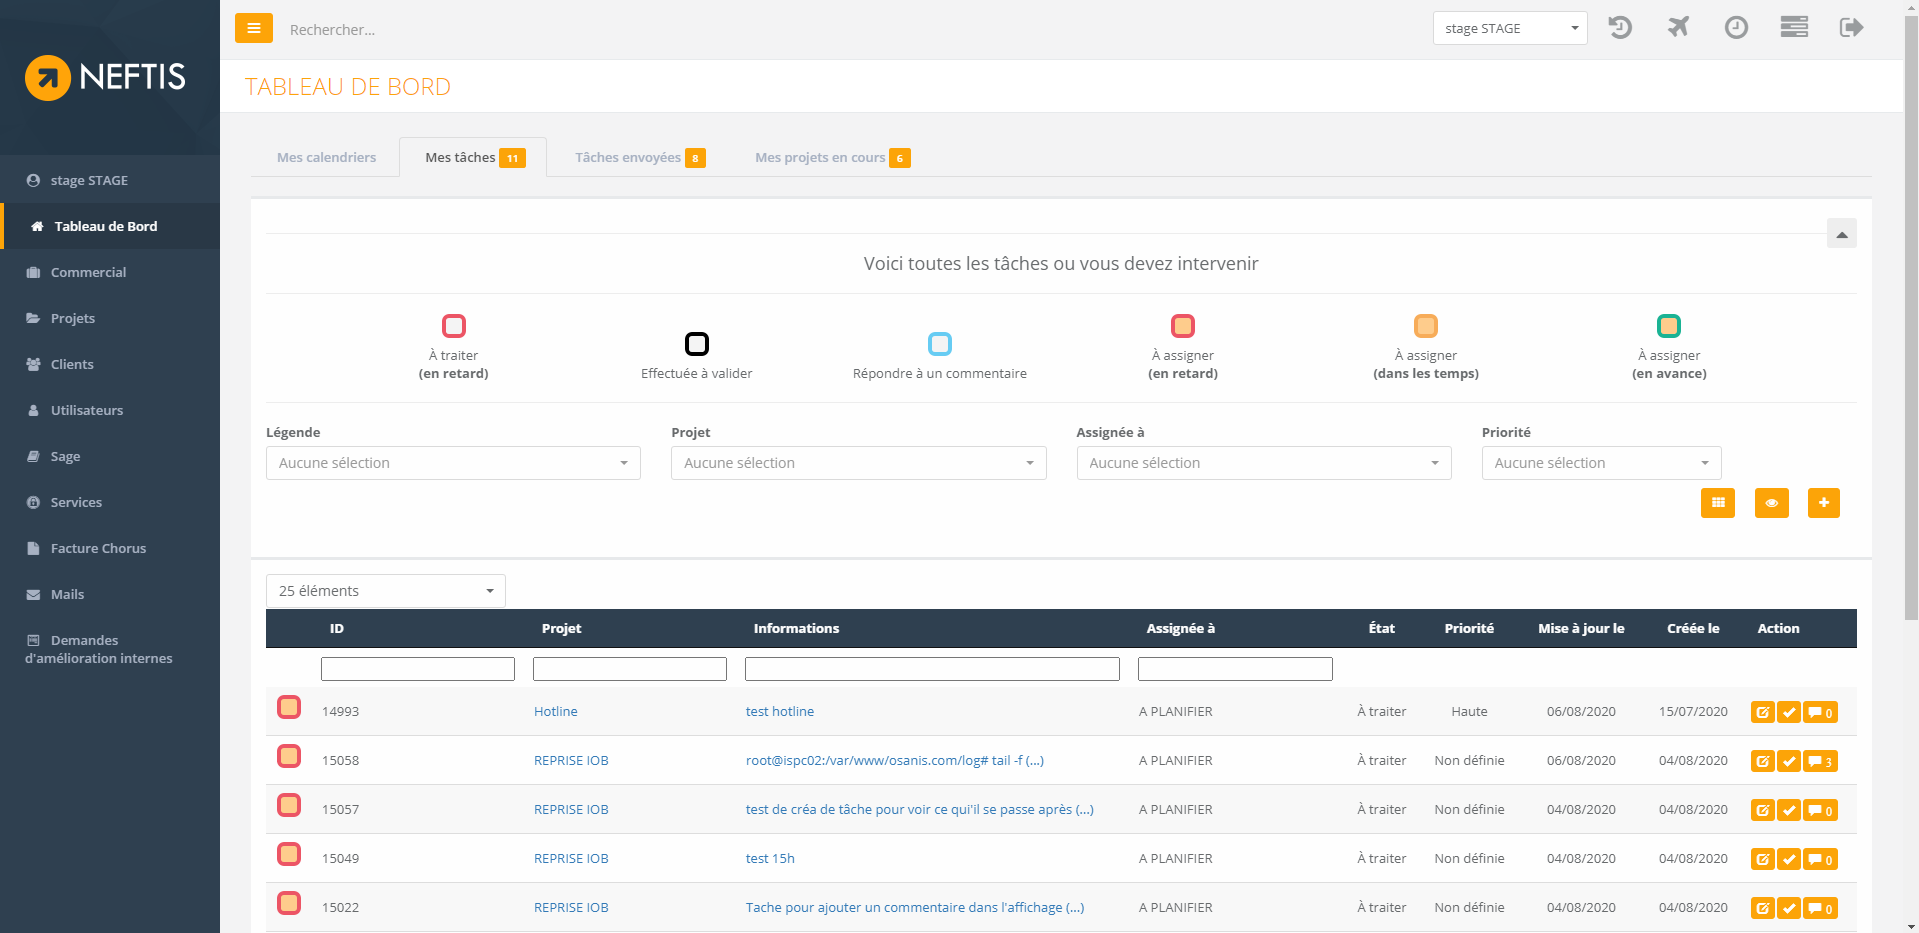 Rechercher...
stage STAGE
NEFTIS
TABLEAU DE BORD
stage STAGE
Tableau de Bord
Commercial
Projets
Clients
Utilisateurs
Sage
Services
Facture Chorus
Mails
Demandes
d'amélioration internes
Mes calendriers
Mes tâches 11
Tâches envoyées 8
Mes projets en cours 6
Voici toutes les tâches ou vous devez intervenir
À traiter
(en retard)
Effectuée à valider
Répondre à un commentaire
À assigner
(en retard)
À assigner
(dans les temps)
À assigner
(en avance)
Légende
Aucune sélection
Projet
Aucune sélection
Assignée à
Aucune sélection
Priorité
Aucune sélection
25 éléments
ID Projet Informations Assignée à État Priorité Mise à jour le Créée le Action
14993 Hotline test hotline A PLANIFIER À traiter Haute 06/08/2020 15/07/2020 0
15058 REPRISE IOB root@ispc02:/var/www/osanis.com/log# tail -f (...) A PLANIFIER À traiter Non définie 06/08/2020 04/08/2020 3
15057 REPRISE IOB test de créa de tâche pour voir ce qui'il se passe après (...) A PLANIFIER À traiter Non définie 04/08/2020 04/08/2020 0
15049 REPRISE IOB test 15h A PLANIFIER À traiter Non définie 04/08/2020 04/08/2020 0
15022 REPRISE IOB Tache pour ajouter un commentaire dans l'affichage (...) A PLANIFIER À traiter Non définie 04/08/2020 04/08/2020 0